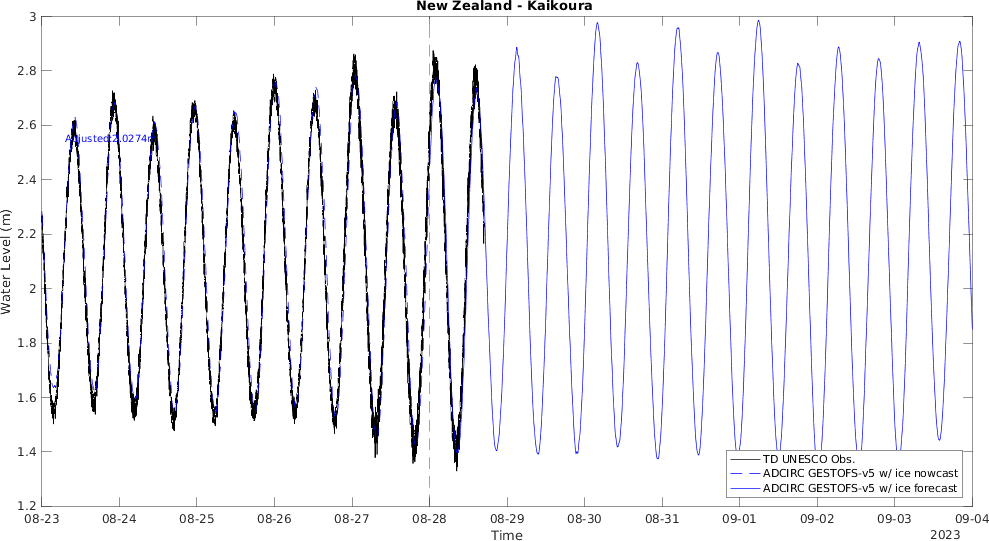 New Zealand - Kaikoura
Water Level (m)
3
2.8
2.6
2.4
2.2
2
1.8
1.6
1.4
1.2
Adjusted:2.0274m
TD UNESCO Obs.
ADCIRC GESTOFS-v5 w/ ice nowcast
ADCIRC GESTOFS-v5 w/ ice forecast
08-23 08-24 08-25 08-26 08-27 08-28 08-29 08-30 08-31 09-01 09-02 09-03 09-04
Time
2023